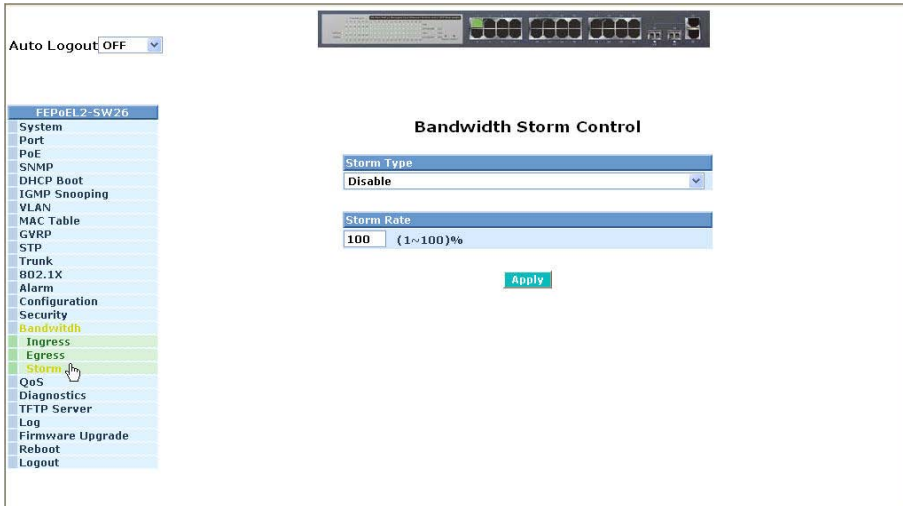 Auto Logout OFF
FEPoEL2-SW26
System
Port
PoE
SNMP
DHCP Boot
IGMP Snooping
VLAN
MAC Table
GVRP
STP
Trunk
802.1X
Alarm
Configuration
Security
Bandwitdh
Ingress
Egress
Storm
QoS
Diagnostics
TFTP Server
Log
Firmware Upgrade
Reboot
Logout
Bandwidth Storm Control
Storm Type
Disable
Storm Rate
100 (1~100)%
Apply